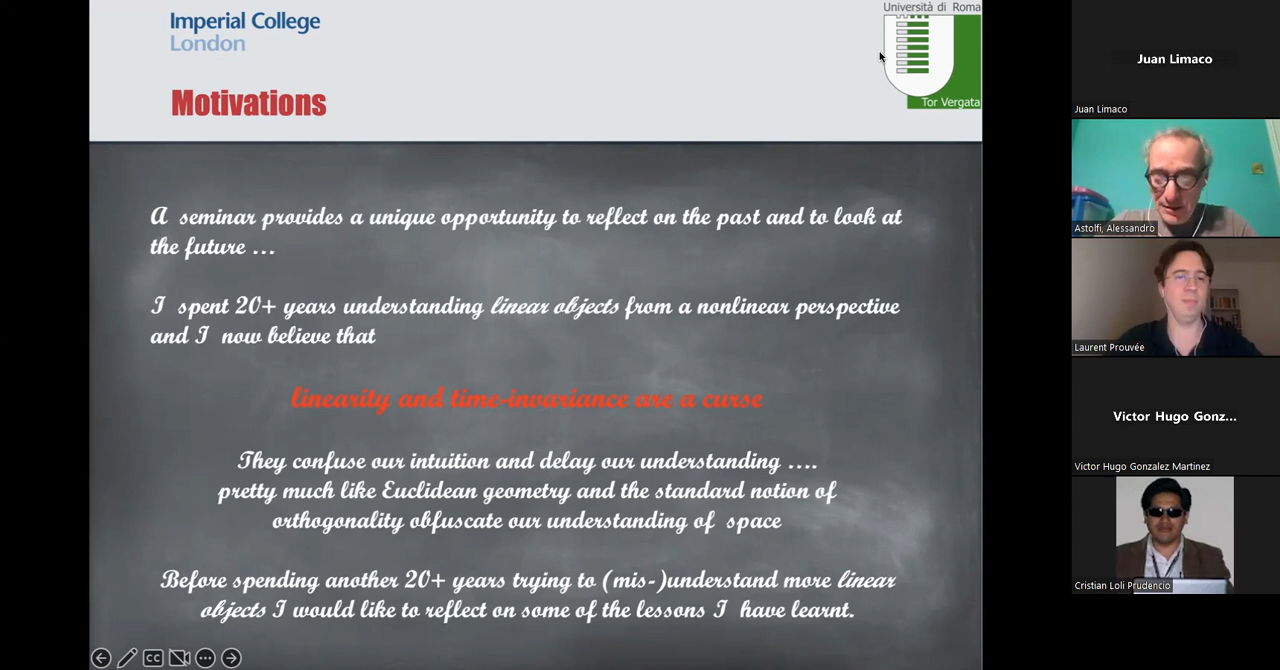 Imperial College
London
Università di Roma
Tor Vergata
Motivations
A seminar provides a unique opportunity to reflect on the past and to look at
the future ...
I spent 20+ years understanding linear objects from a nonlinear perspective
and I now believe that
linearity and time-invariance are a curse
They confuse our intuition and delay our understanding ....
pretty much like Euclidean geometry and the standard notion of
orthogonality obfuscate our understanding of space
Before spending another 20+ years trying to (mis-)understand more linear
objects I would like to reflect on some of the lessons I have learnt.
CC
Juan Limaco
Juan Limaco
Astolfi, Alessandro
Laurent Prouvée
Victor Hugo Gonz...
Victor Hugo Gonzalez Martinez
Cristian Loli Prudencio